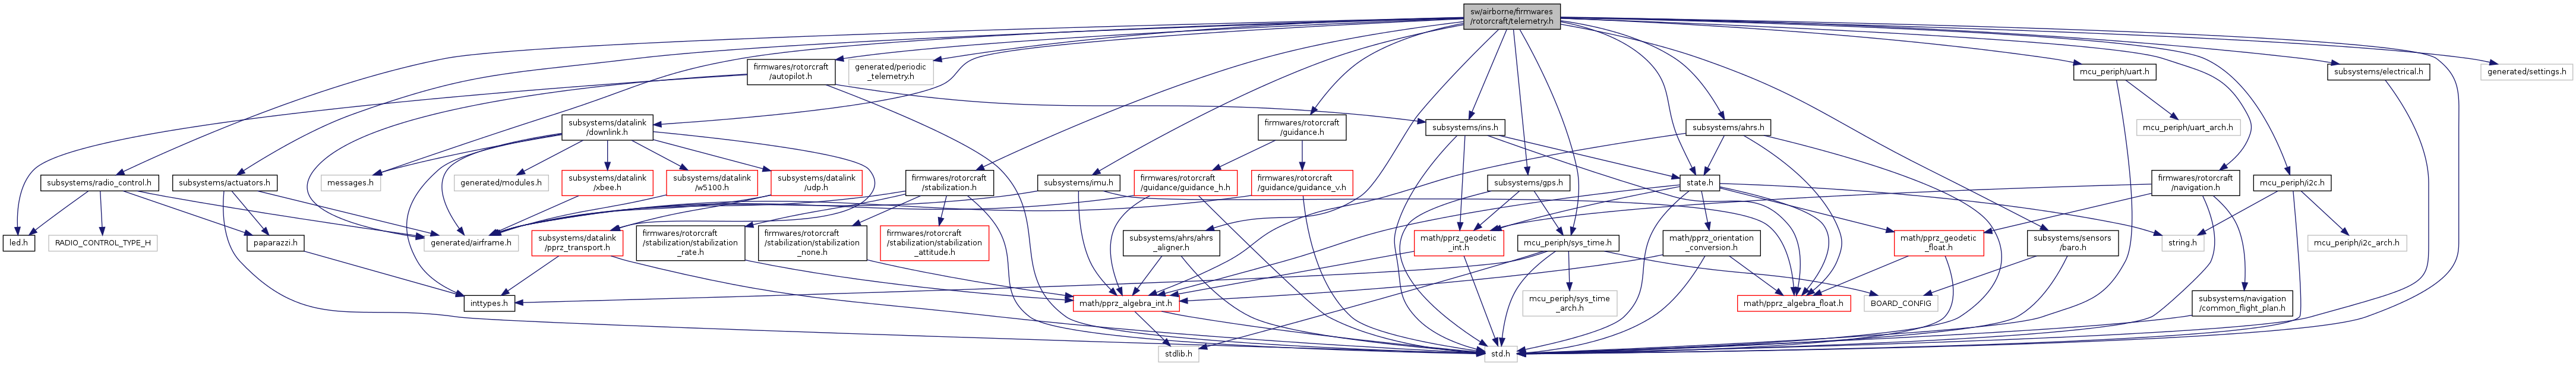 sw/airborne/firmwares
/rotorcraft/telemetry.h
firmwares/rotorcraft
/autopilot.h
generated/periodic
_telemetry.h
mcu_periph/uart.h
subsystems/electrical.h
generated/settings.h
subsystems/datalink
/downlink.h
firmwares/rotorcraft
/guidance.h
subsystems/ins.h
subsystems/ahrs.h
mcu_periph/uart_arch.h
subsystems/radio_control.h
subsystems/actuators.h
messages.h
generated/modules.h
subsystems/datalink
/xbee.h
subsystems/datalink
/w5100.h
subsystems/datalink
/udp.h
firmwares/rotorcraft
/stabilization.h
subsystems/imu.h
firmwares/rotorcraft
/guidance/guidance_h.h
firmwares/rotorcraft
/guidance/guidance_v.h
subsystems/gps.h
state.h
firmwares/rotorcraft
/navigation.h
mcu_periph/i2c.h
led.h
RADIO_CONTROL_TYPE_H
paparazzi.h
generated/airframe.h
subsystems/datalink
/pprz_transport.h
firmwares/rotorcraft
/stabilization/stabilization
_rate.h
firmwares/rotorcraft
/stabilization/stabilization
_none.h
firmwares/rotorcraft
/stabilization/stabilization
_attitude.h
subsystems/ahrs/ahrs
_aligner.h
math/pprz_geodetic
_int.h
mcu_periph/sys_time.h
math/pprz_orientation
_conversion.h
math/pprz_geodetic
_float.h
subsystems/sensors
/baro.h
string.h
mcu_periph/i2c_arch.h
inttypes.h
math/pprz_algebra_int.h
mcu_periph/sys_time
_arch.h
math/pprz_algebra_float.h
BOARD_CONFIG
subsystems/navigation
/common_flight_plan.h
stdlib.h
std.h